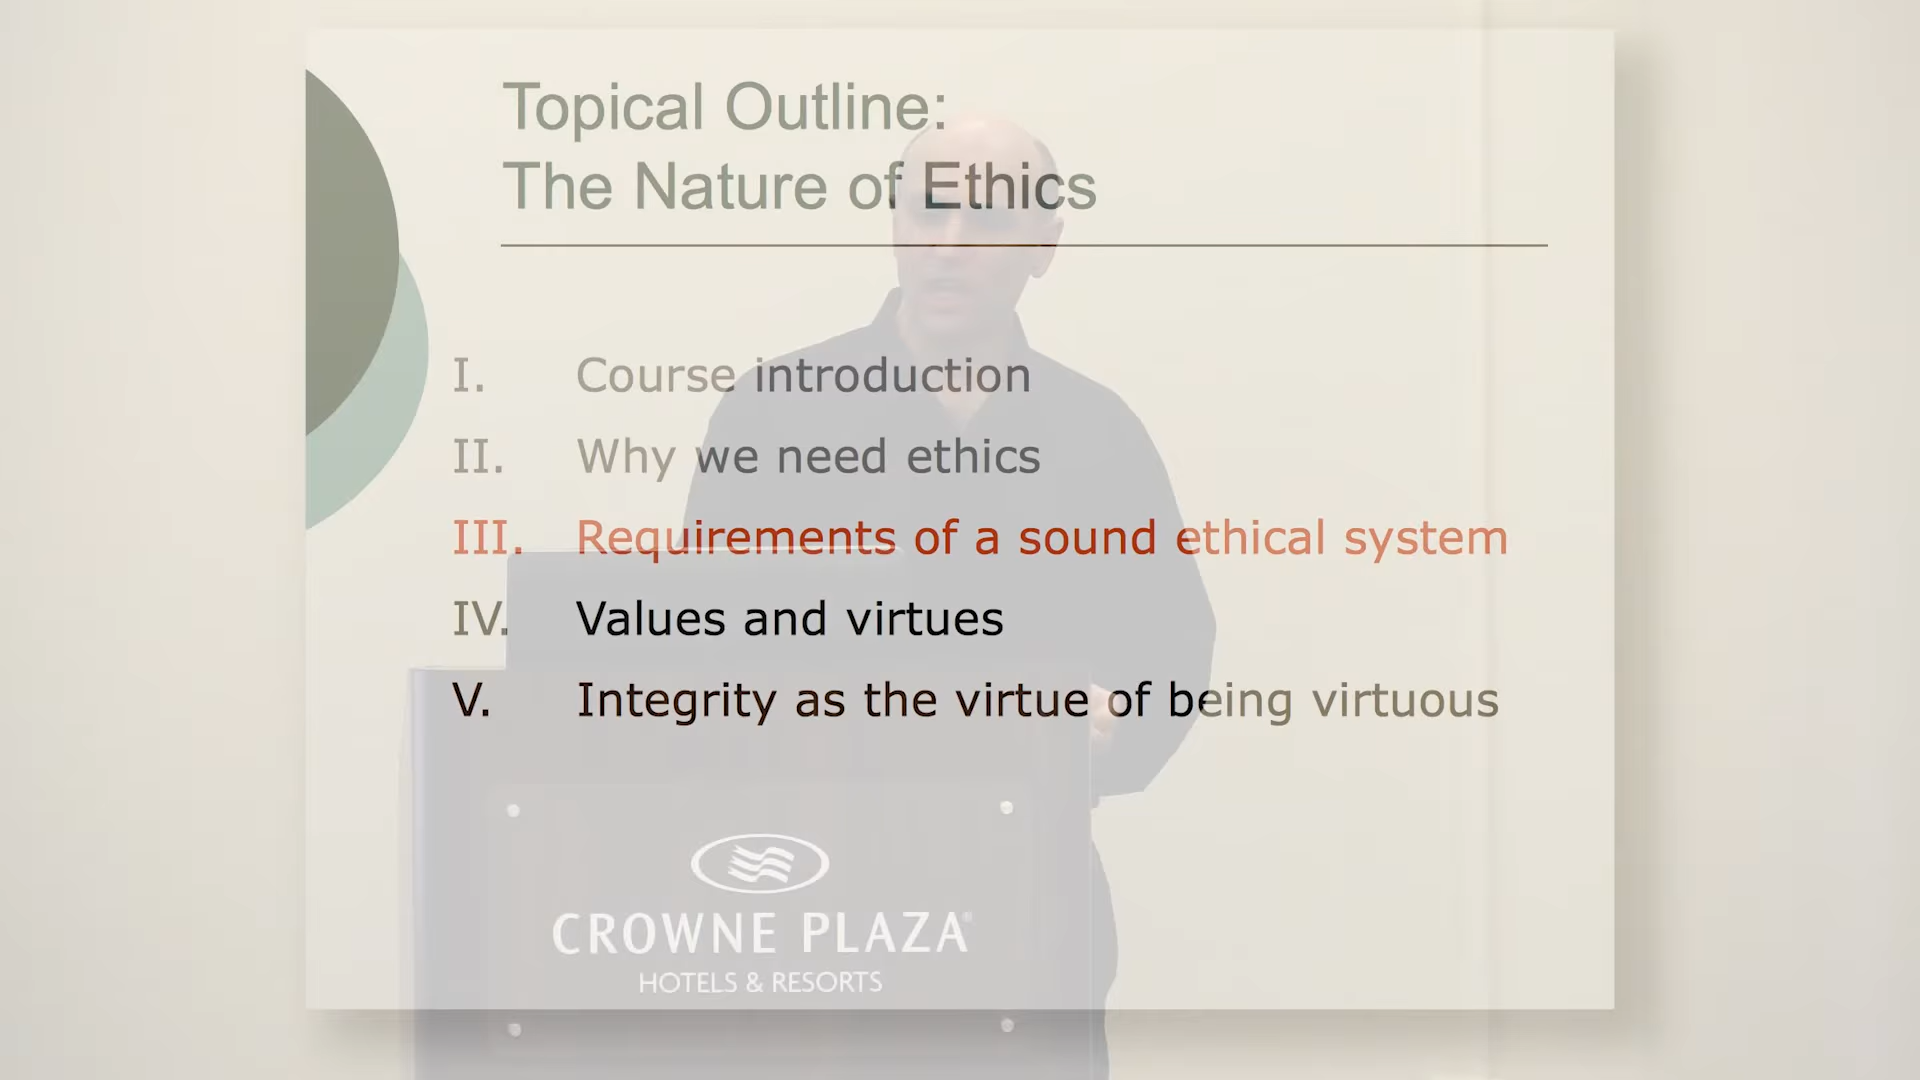 Topical Outline:
The Nature of Ethics
I. Course introduction
II. Why we need ethics
III. Requirements of a sound ethical system
IV. Values and virtues
V. Integrity as the virtue of being virtuous
CROWNE PLAZA®
HOTELS & RESORTS